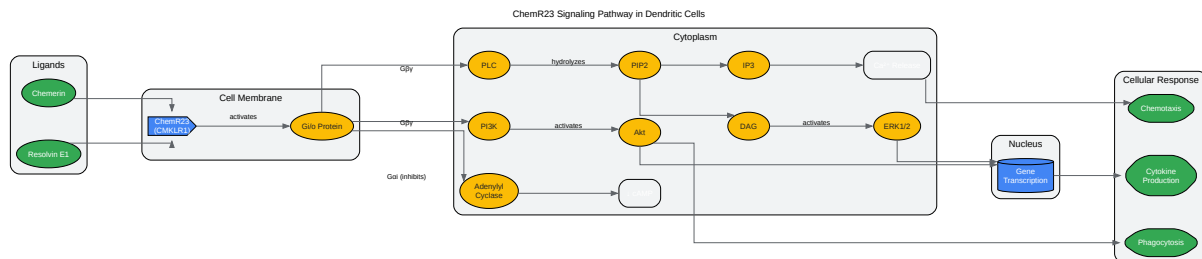 ChemR23 Signaling Pathway in Dendritic Cells
Ligands
Chemerin
Resolvin E1
Cell Membrane
ChemR23
(CMKLR1)
activates
Gi/o Protein
Gβγ
Gβγ
Gαi (inhibits)
Cytoplasm
PLC
hydrolyzes
PIP2
IP3
PI3K
activates
Akt
DAG
activates
ERK1/2
Adenylyl
Cyclase
Nucleus
Gene
Transcription
Cellular Response
Chemotaxis
Cytokine
Production
Phagocytosis